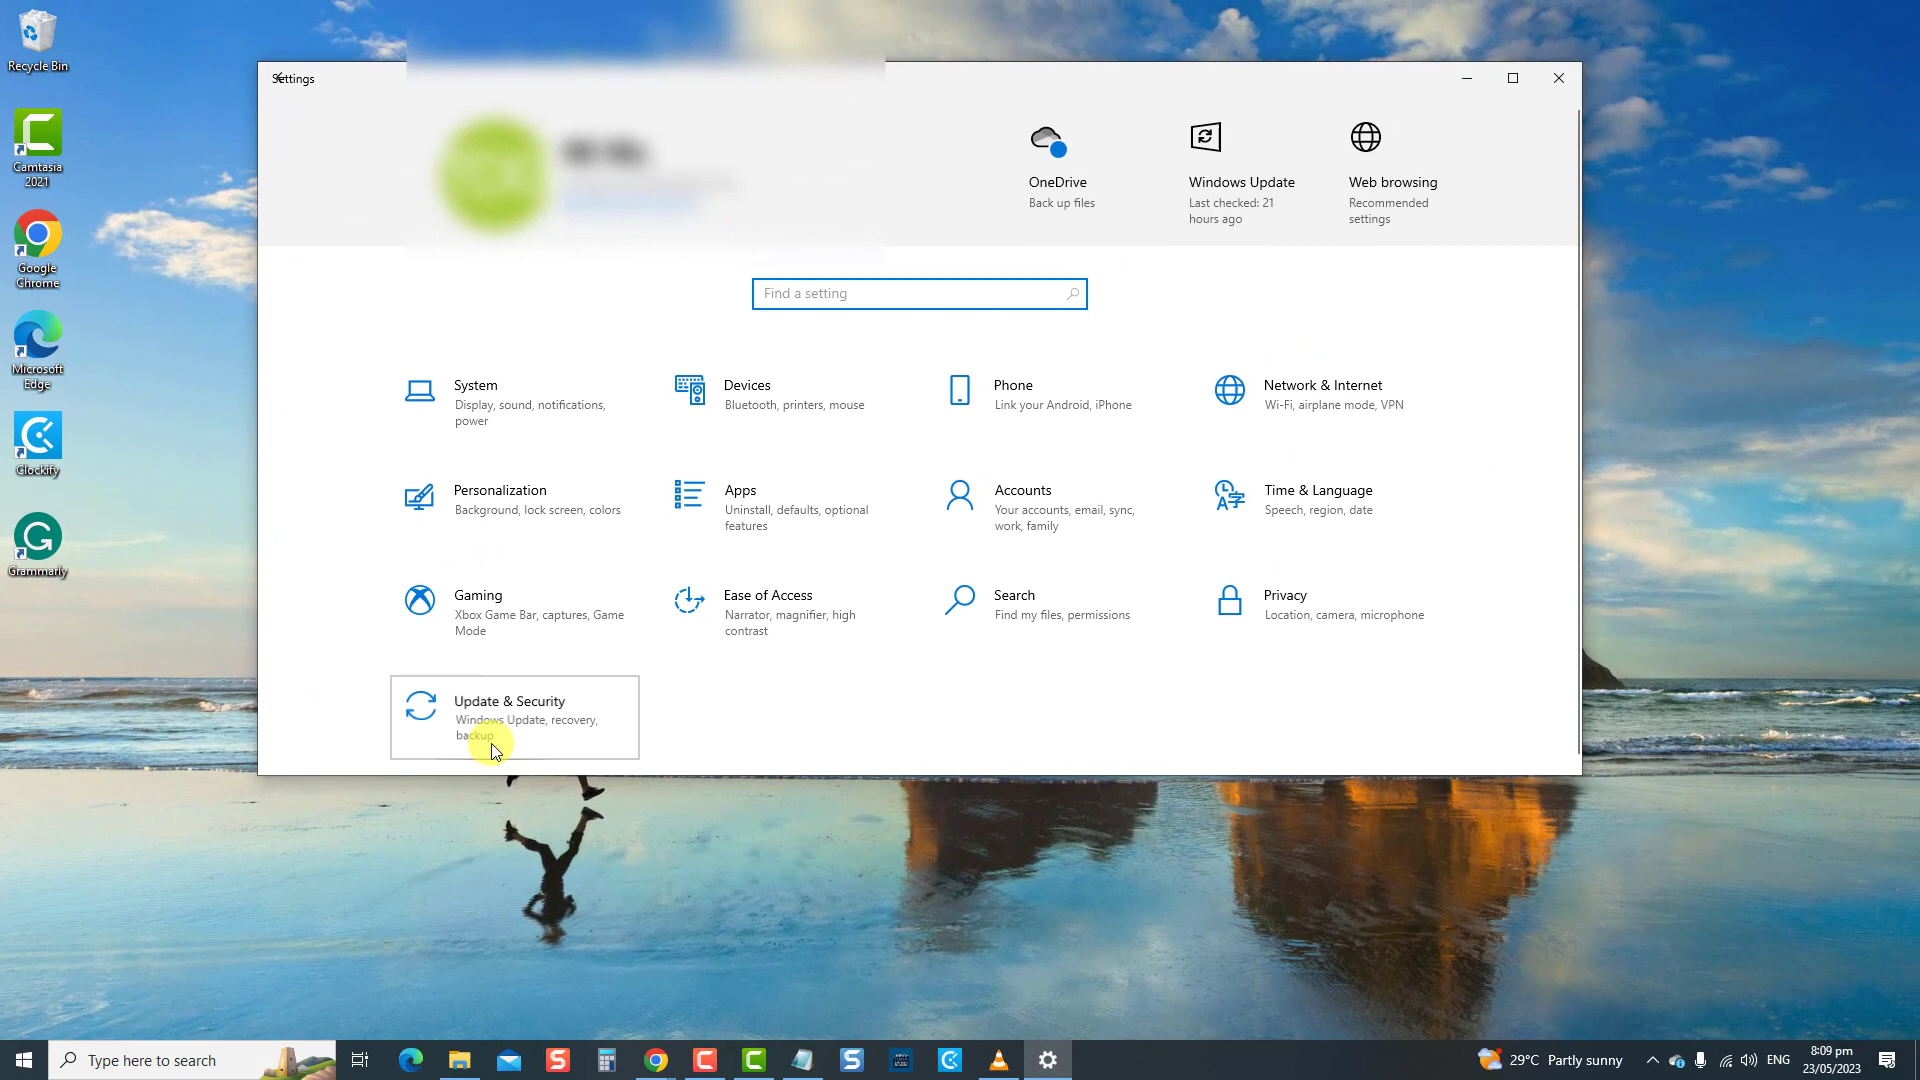 Recycle Bin
Camtasia
2021
Google
Chrome
Microsoft
Edge
Clockify
Grammarly
Settings
OneDrive
Back up files
Windows Update
Last checked: 21
hours ago
Web browsing
Recommended
settings
Find a setting
System
Display, sound, notifications,
power
Devices
Bluetooth, printers, mouse
Phone
Link your Android, iPhone
Network & Internet
Wi-Fi, airplane mode, VPN
Personalization
Background, lock screen, colors
Apps
Uninstall, defaults, optional
features
Accounts
Your accounts, email, sync,
work, family
Time & Language
Speech, region, date
Gaming
Xbox Game Bar, captures, Game
Mode
Ease of Access
Narrator, magnifier, high
contrast
Search
Find my files, permissions
Privacy
Location, camera, microphone
Update & Security
Windows Update, recovery,
backup
Type here to search
29°C Partly sunny
ENG
8:09 pm
23/05/2023